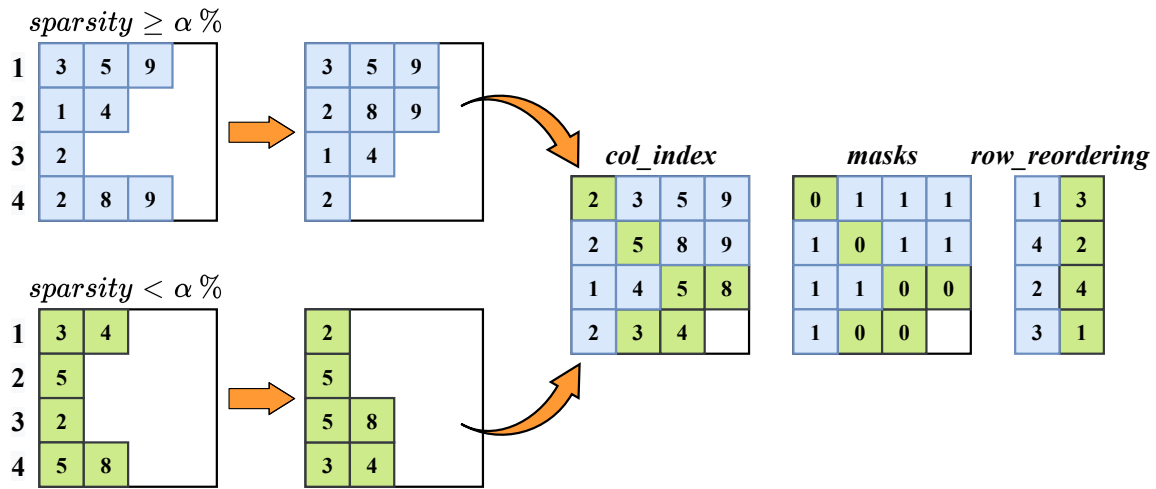 sparsity ≥ α %
1 3 5 9
2 1 4
3 2
4 2 8 9
3 5 9
2 8 9
1 4
2
sparsity < α %
1 3 4
2 5
3 2
4 5 8
2
5
5 8
3 4
col_index
2 3 5 9
2 5 8 9
1 4 5 8
2 3 4
masks
0 1 1 1
1 0 1 1
1 1 0 0
1 0 0
row_reordering
1 3
4 2
2 4
3 1